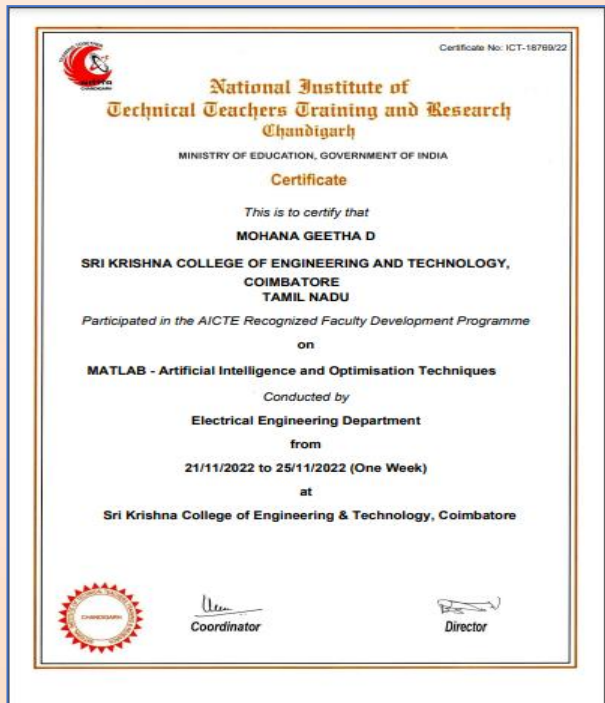 Certificate No: ICT-18769/22
CHANDIGARH
National Institute of
Technical Teachers Training and Research
Chandigarh
MINISTRY OF EDUCATION, GOVERNMENT OF INDIA
Certificate
This is to certify that
MOHANA GEETHA D
SRI KRISHNA COLLEGE OF ENGINEERING AND TECHNOLOGY,
COIMBATORE
TAMIL NADU
Participated in the AICTE Recognized Faculty Development Programme
on
MATLAB - Artificial Intelligence and Optimisation Techniques
Conducted by
Electrical Engineering Department
from
21/11/2022 to 25/11/2022 (One Week)
at
Sri Krishna College of Engineering & Technology, Coimbatore
CHANDIGARH
Coordinator
Director